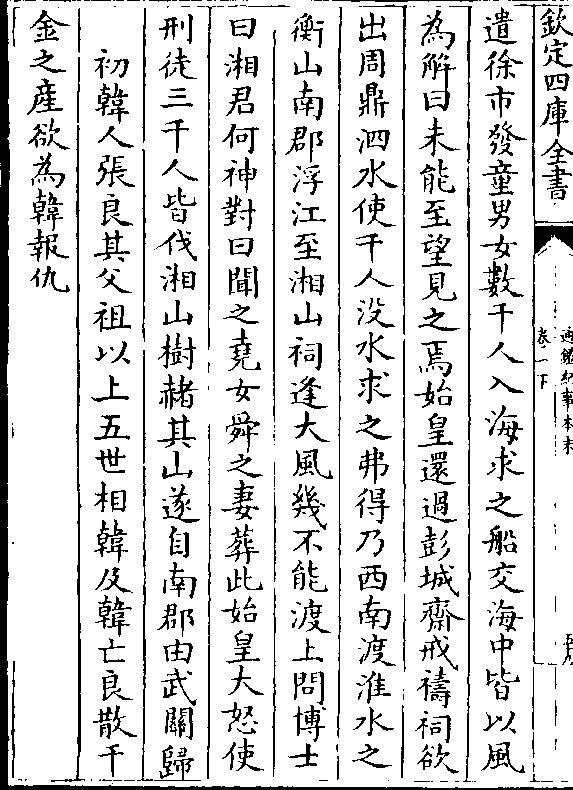 欽定四庫全書
通鑑紀事本末
卷一下
遣徐市發童男女數千人入海求之船交海中皆以風
為解曰未能至望見之焉始皇還過彭城齋戒禱祠欲
出周鼎泗水使千人没水求之弗得乃西南渡淮水之
衡山南郡浮江至湘山祠逢大風幾不能渡上問博士
曰湘君何神對曰聞之堯女舜之妻葬此始皇大怒使
刑徒三千人皆伐湘山樹赭其山遂自南郡由武關歸
初韓人張良其父祖以上五世相韓及韓亡良散千
金之產欲為韓報仇